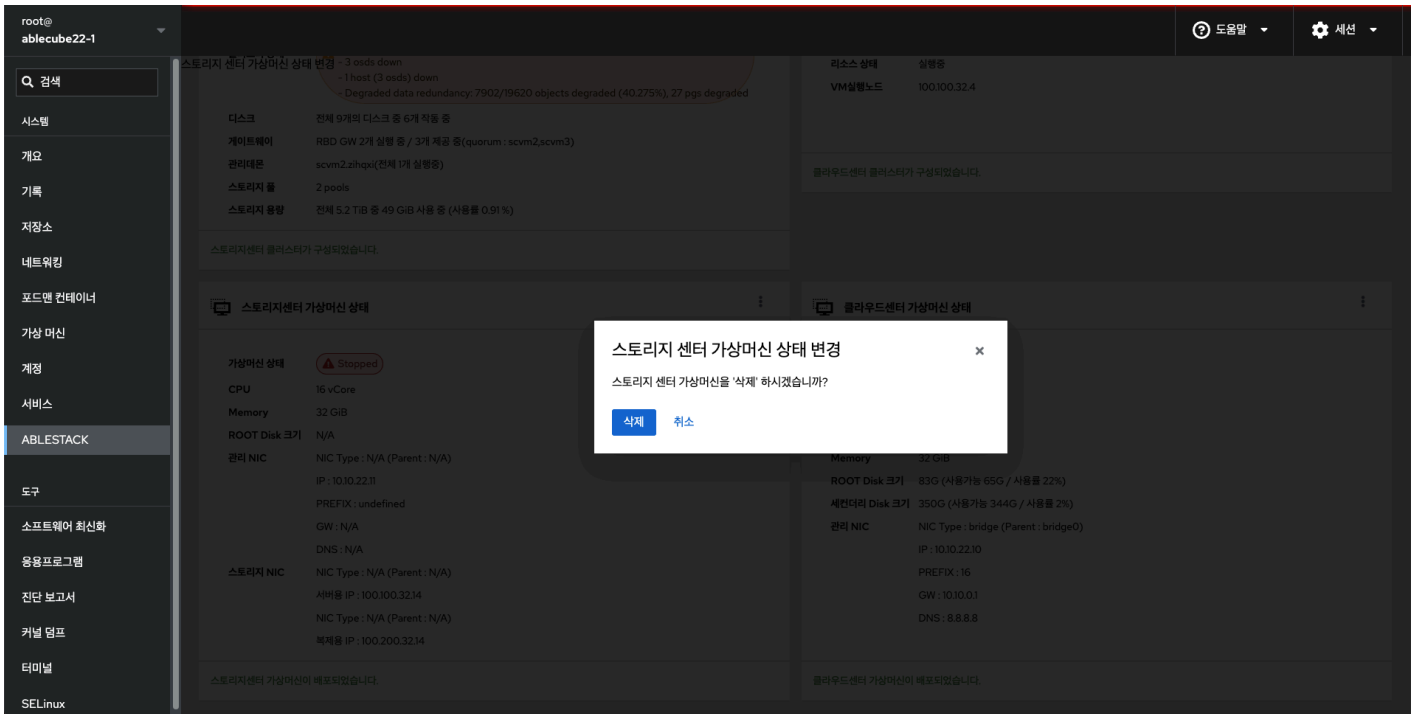 root@
ablecube22-1
도움말
세션
검색
시스템
개요
기록
저장소
네트워킹
포드맨 컨테이너
가상 머신
계정
서비스
ABLESTACK
도구
소프트웨어 최신화
응용프로그램
진단 보고서
커널 덤프
터미널
SELinux
스토리지 센터 가상머신 상태 변경
- 3 osds down
- 1 host (3 osds) down
- Degraded data redundancy: 7902/19620 objects degraded (40.275%), 27 pgs degraded
디스크 전체 9개의 디스크 중 6개 작동 중
게이트웨이 RBD GW 2개 실행 중 / 3개 제공 중(quorum : scvm2,scvm3)
관리데몬 scvm2.zihqxi(전체 1개 실행중)
스토리지 풀 2 pools
스토리지 용량 전체 5.2 TiB 중 49 GiB 사용 중 (사용률 0.91 %)
스토리지센터 클러스터가 구성되었습니다.
리소스 상태 실행중
VM실행노드 100.100.32.4
클라우드센터 클러스터가 구성되었습니다.
스토리지센터 가상머신 상태
가상머신 상태 Stopped
CPU 16 vCore
Memory 32 GiB
ROOT Disk 크기 N/A
관리 NIC NIC Type : N/A (Parent : N/A)
IP : 10.10.22.11
PREFIX : undefined
GW : N/A
DNS : N/A
스토리지 NIC NIC Type : N/A (Parent : N/A)
서버용 IP : 100.100.32.14
NIC Type : N/A (Parent : N/A)
복제용 IP : 100.200.32.14
스토리지센터 가상머신이 배포되었습니다.
클라우드센터 가상머신 상태
Memory 32 GiB
ROOT Disk 크기 83G (사용가능 65G / 사용률 22%)
세컨더리 Disk 크기 350G (사용가능 344G / 사용률 2%)
관리 NIC NIC Type : bridge (Parent : bridge0)
IP : 10.10.22.10
PREFIX : 16
GW : 10.10.0.1
DNS : 8.8.8.8
클라우드센터 가상머신이 배포되었습니다.
스토리지 센터 가상머신 상태 변경
스토리지 센터 가상머신을 '삭제' 하시겠습니까?
삭제 취소